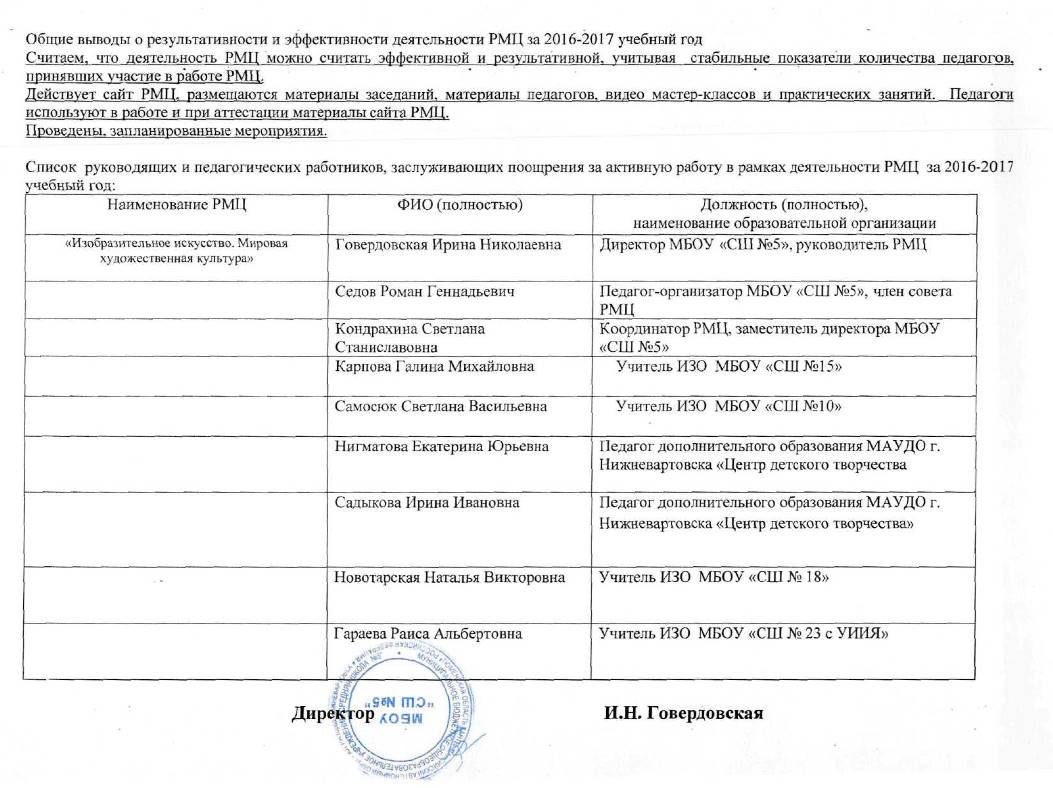 Общие выводы о результативности и эффективности деятельности РМЦ за 2016-2017 учебный год
Считаем, что деятельность РМЦ можно считать эффективной и результативной, учитывая стабильные показатели количества педагогов,
принявших участие в работе РМЦ.
Действует сайт РМЦ, размещаются материалы заседаний, материалы педагогов, видео мастер-классов и практических занятий. Педагоги
используют в работе и при аттестации материалы сайта РМЦ.
Проведены, запланированные мероприятия.
Список руководящих и педагогических работников, заслуживающих поощрения за активную работу в рамках деятельности РМЦ за 2016-2017
учебный год:
Наименование РМЦ
ФИО (полностью)
Должность (полностью),
наименование образовательной организации
«Изобразительное искусство. Мировая
художественная культура»
Говердовская Ирина Николаевна
Директор МБОУ «СШ №5», руководитель РМЦ
Седов Роман Геннадьевич
Педагог-организатор МБОУ «СШ №5», член совета
РМЦ
Кондрахина Светлана
Станиславовна
Координатор РМЦ, заместитель директора МБОУ
«СШ №5»
Карпова Галина Михайловна
Учитель ИЗО МБОУ «СШ №15»
Самосюк Светлана Васильевна
Учитель ИЗО МБОУ «СШ №10»
Нигматова Екатерина Юрьевна
Педагог дополнительного образования МАУДО г.
Нижневартовска «Центр детского творчества
Садыкова Ирина Ивановна
Педагог дополнительного образования МАУДО г.
Нижневартовска «Центр детского творчества»
Новотарская Наталья Викторовна
Учитель ИЗО МБОУ «СШ № 18»
Гараева Раиса Альбертовна
Учитель ИЗО МБОУ «СШ № 23 с УИИЯ»
Директор
И.Н. Говердовская
МБОУ
"СШ №5"